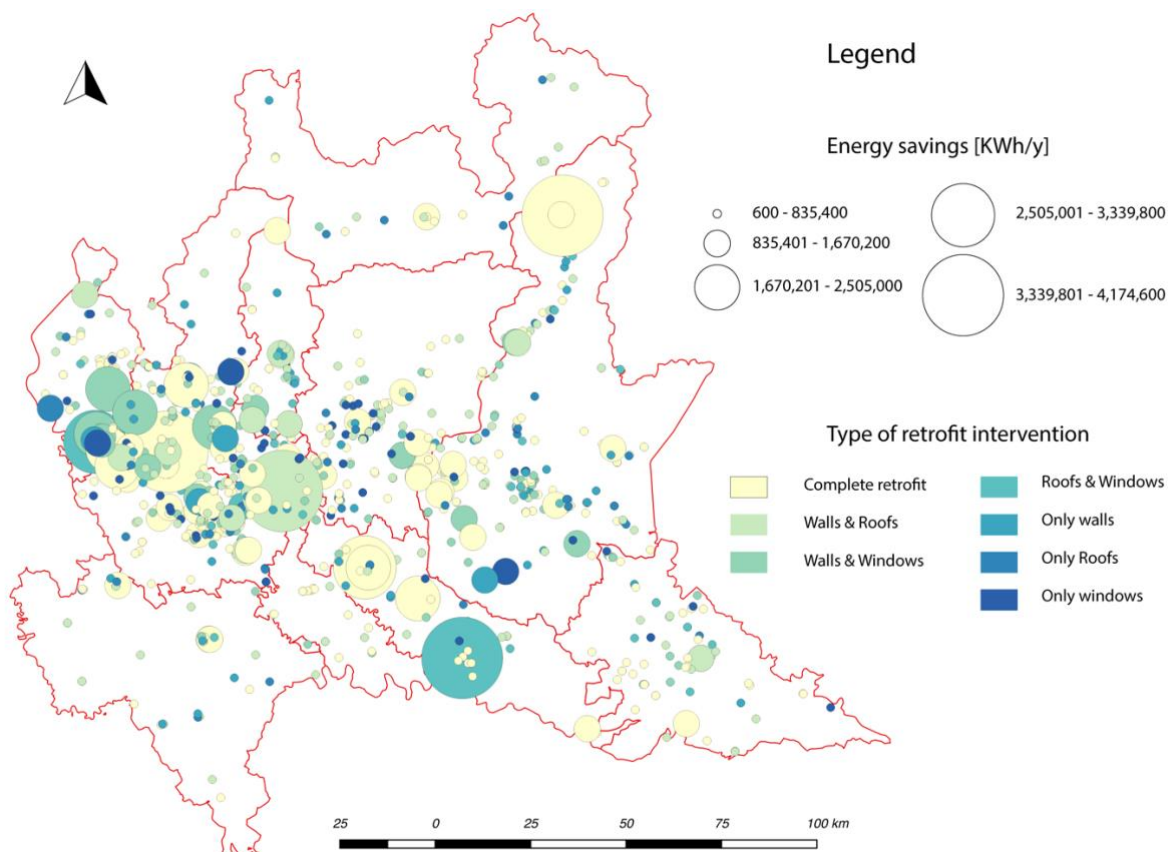 Legend
Energy savings [KWh/y]
600 - 835,400
835,401 - 1,670,200
1,670,201 - 2,505,000
2,505,001 - 3,339,800
3,339,801 - 4,174,600
Type of retrofit intervention
Complete retrofit
Walls & Roofs
Walls & Windows
Roofs & Windows
Only walls
Only Roofs
Only windows
25 0 25 50 75 100 km